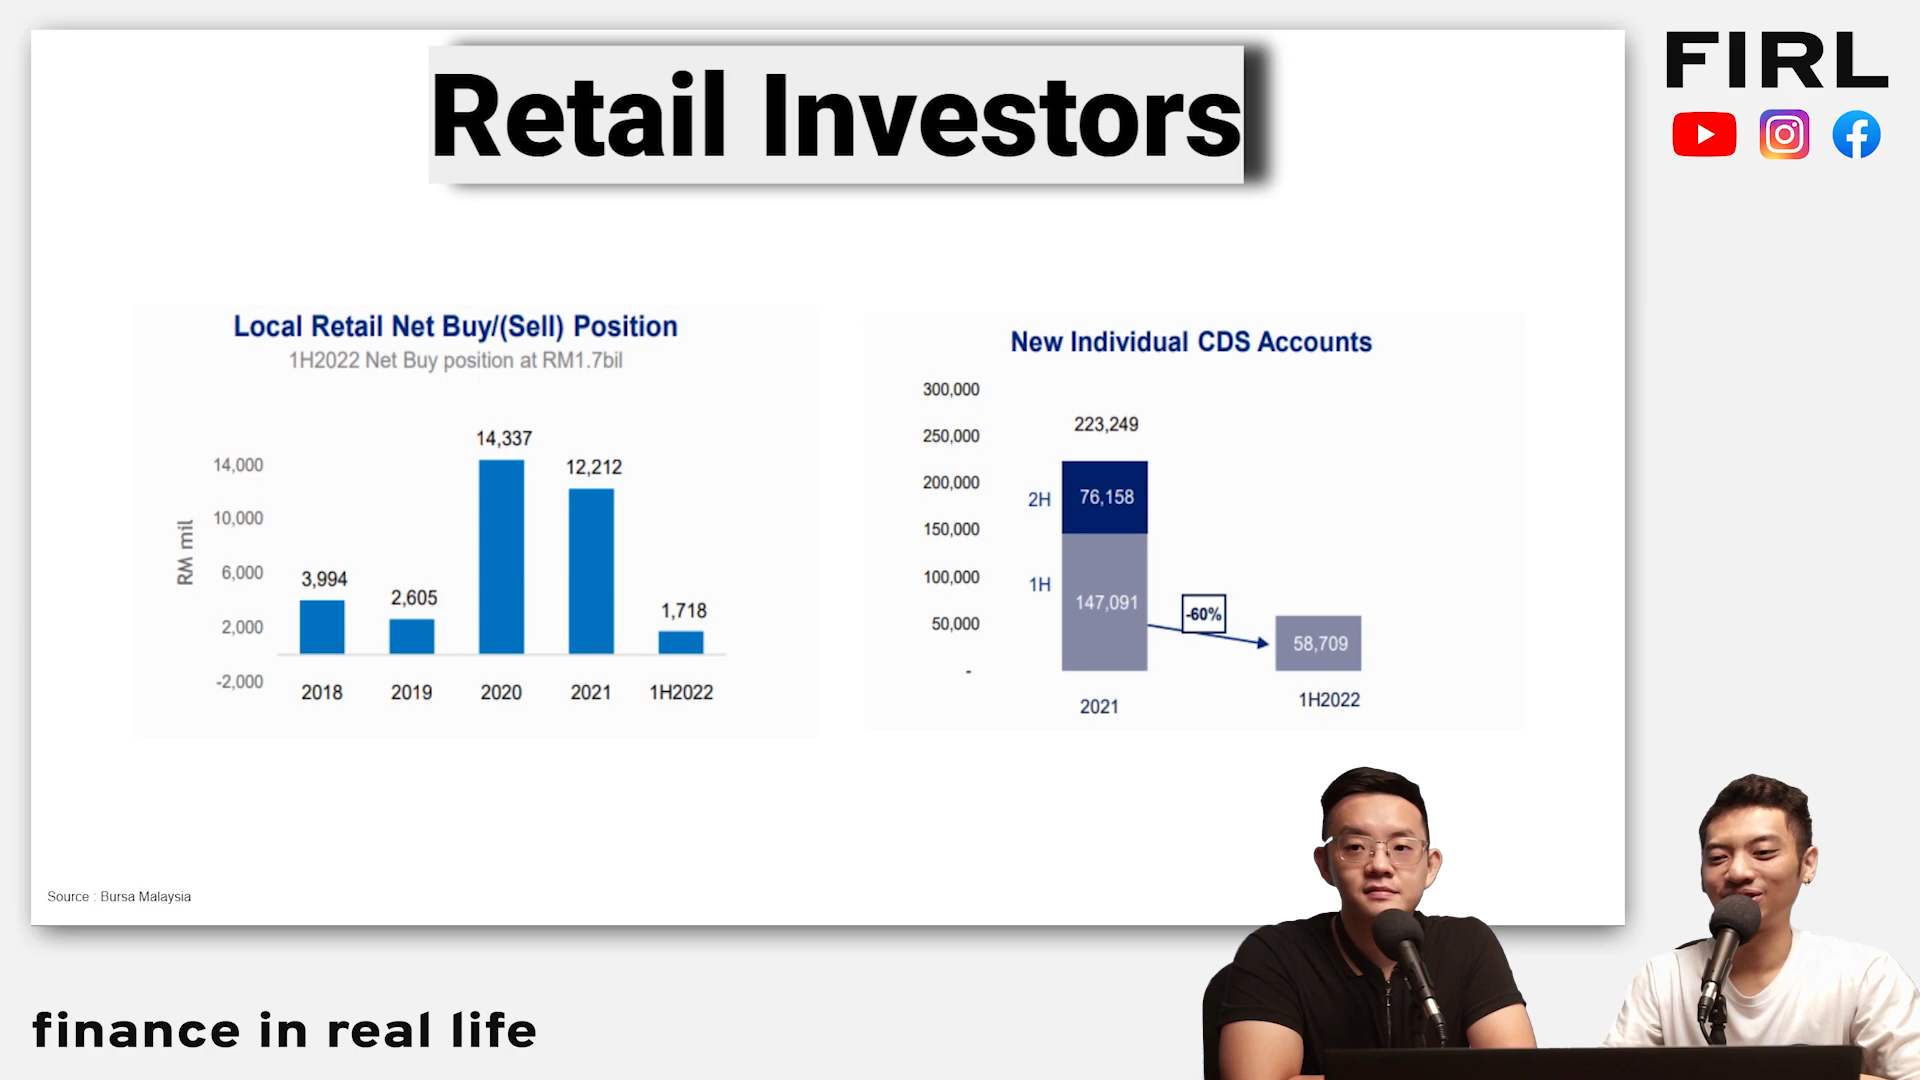 Retail Investors
FIRL
Local Retail Net Buy/(Sell) Position
1H2022 Net Buy position at RM1.7bil
RM mil
14,000
10,000
6,000
2,000
-2,000
3,994
2,605
14,337
12,212
1,718
2018
2019
2020
2021
1H2022
New Individual CDS Accounts
300,000
250,000
200,000
150,000
100,000
50,000
-
223,249
2H
76,158
1H
147,091
-60%
58,709
2021
1H2022
Source : Bursa Malaysia
finance in real life